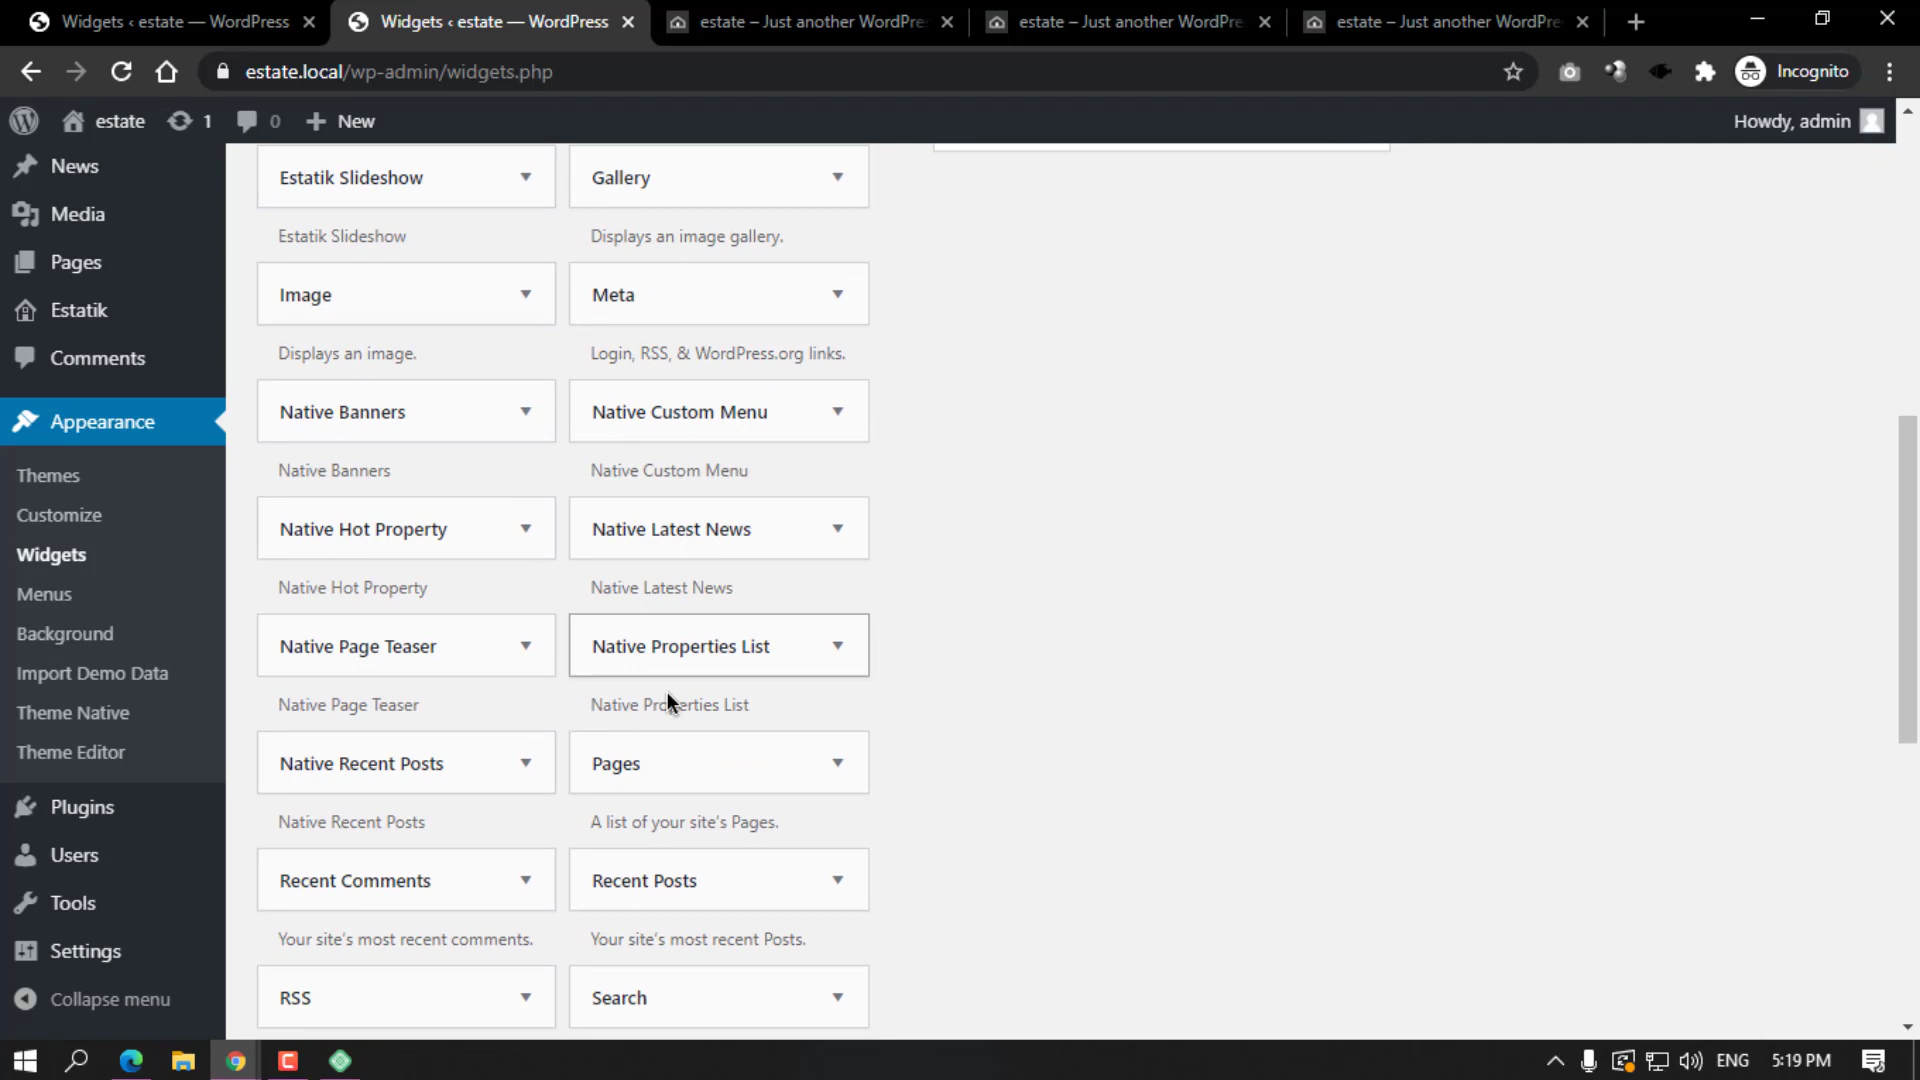 Widgets ‹ estate — WordPress
Widgets ‹ estate — WordPress
estate – Just another WordPre
estate – Just another WordPre
estate – Just another WordPre
estate.local/wp-admin/widgets.php
Incognito
estate
1
0
New
Howdy, admin
News
Media
Pages
Estatik
Comments
Appearance
Themes
Customize
Widgets
Menus
Background
Import Demo Data
Theme Native
Theme Editor
Plugins
Users
Tools
Settings
Collapse menu
Estatik Slideshow
Gallery
Estatik Slideshow
Displays an image gallery.
Image
Meta
Displays an image.
Login, RSS, & WordPress.org links.
Native Banners
Native Custom Menu
Native Banners
Native Custom Menu
Native Hot Property
Native Latest News
Native Hot Property
Native Latest News
Native Page Teaser
Native Properties List
Native Page Teaser
Native Properties List
Native Recent Posts
Pages
Native Recent Posts
A list of your site's Pages.
Recent Comments
Recent Posts
Your site's most recent comments.
Your site's most recent Posts.
RSS
Search
ENG
5:19 PM